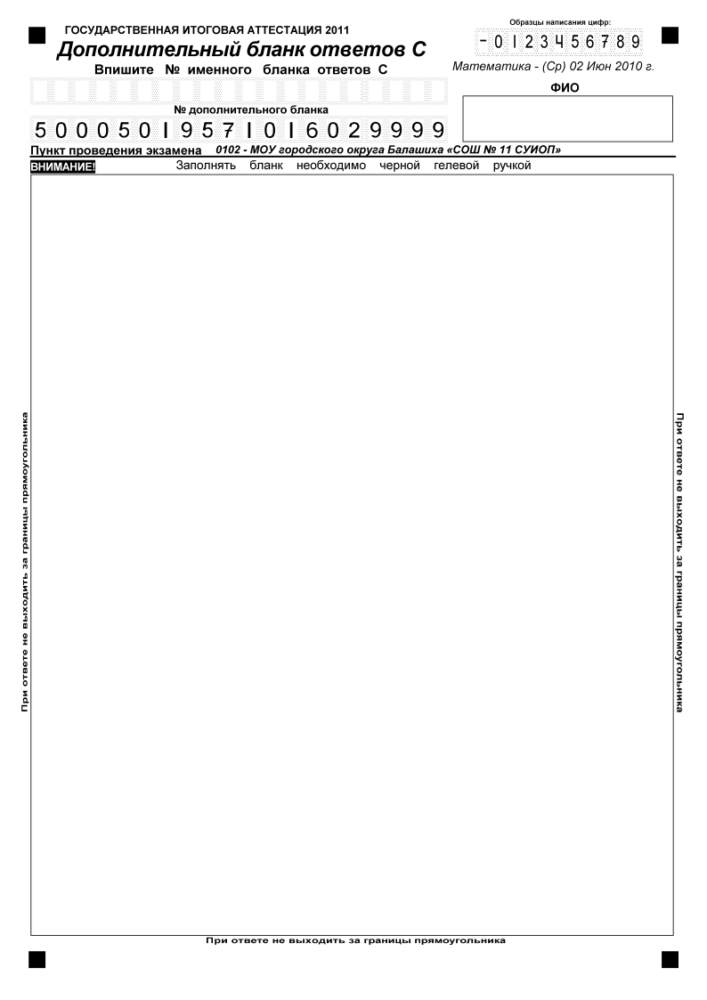 ГОСУДАРСТВЕННАЯ ИТОГОВАЯ АТТЕСТАЦИЯ 2011
Дополнительный бланк ответов С
Впишите № именного бланка ответов С
Образцы написания цифр:
-0123456789
Математика - (Ср) 02 Июн 2010 г.
ФИО
№ дополнительного бланка
50005019571016029999
Пункт проведения экзамена 0102 - МОУ городского округа Балашиха «СОШ № 11 СУИОП»
ВНИМАНИЕ! Заполнять бланк необходимо черной гелевой ручкой
При ответе не выходить за границы прямоугольника
При ответе не выходить за границы прямоугольника
При ответе не выходить за границы прямоугольника